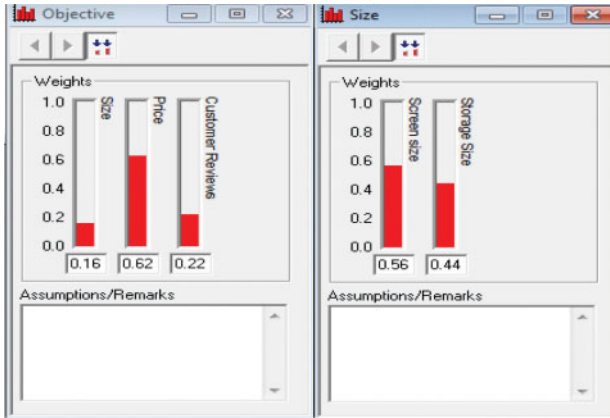 Objective
Weights
1.0
0.8
0.6
0.4
0.2
0.0
Size
Price
Customer Reviews
0.16 0.62 0.22
Assumptions/Remarks
Size
Weights
1.0
0.8
0.6
0.4
0.2
0.0
Screen size
Storage Size
0.56 0.44
Assumptions/Remarks